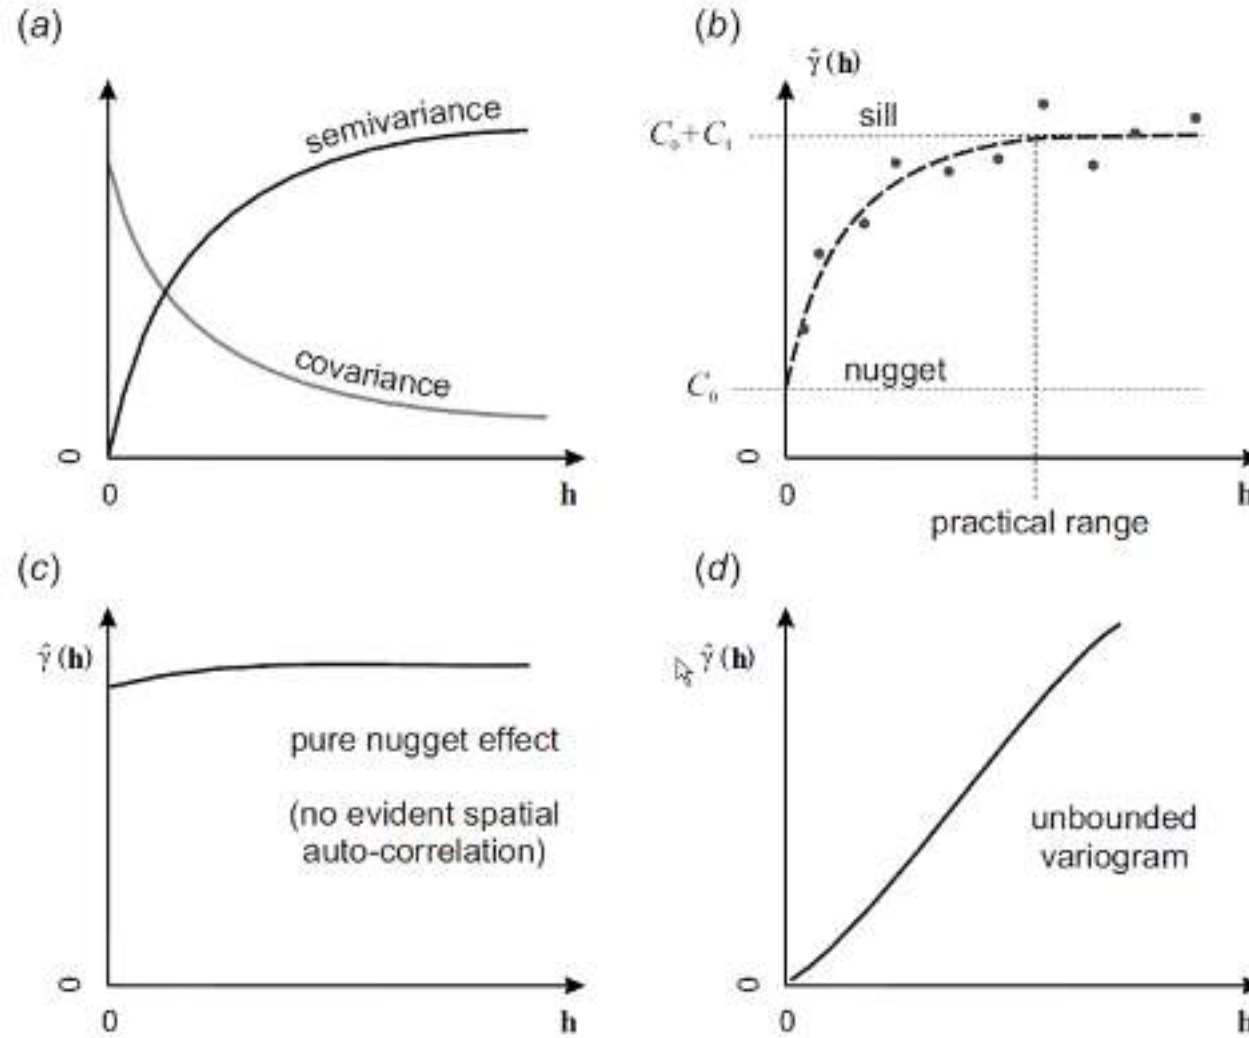 (a)
semivariance
covariance
0
0
h
(b)
γ̂(h)
sill
C₀+C₁
nugget
C₀
0
0
h
practical range
(c)
γ̂(h)
pure nugget effect
(no evident spatial
auto-correlation)
0
0
h
(d)
γ̂(h)
unbounded
variogram
0
0
h